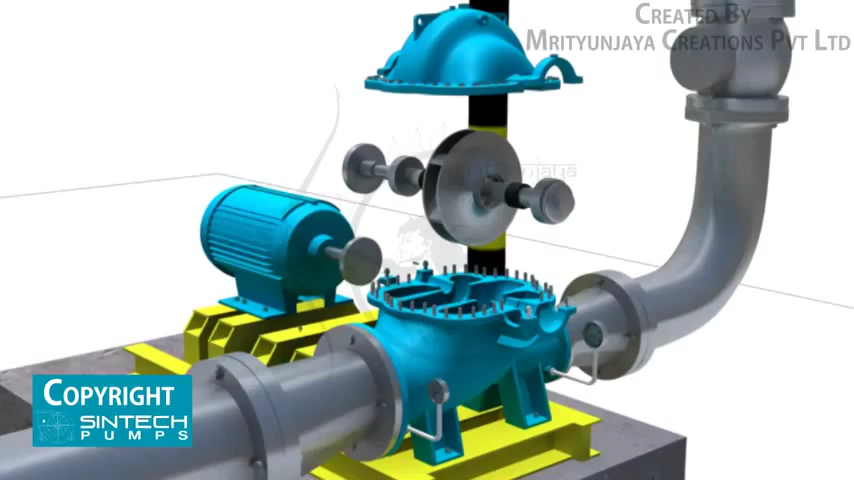 Created By
Mrityunjaya Creations Pvt Ltd
Copyright
SINTECH
PUMPS